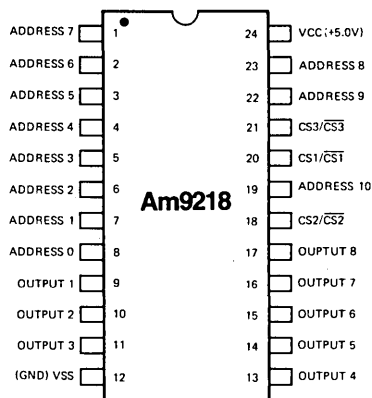 ADDRESS 7 1 24 VCC (+5.0V)
ADDRESS 6 2 23 ADDRESS 8
ADDRESS 5 3 22 ADDRESS 9
ADDRESS 4 4 21 CS3/C̅S̅3̅
ADDRESS 3 5 20 CS1/C̅S̅1̅
ADDRESS 2 6 19 ADDRESS 10
Am9218
ADDRESS 1 7 18 CS2/C̅S̅2̅
ADDRESS 0 8 17 OUPTUT 8
OUTPUT 1 9 16 OUTPUT 7
OUTPUT 2 10 15 OUTPUT 6
OUTPUT 3 11 14 OUTPUT 5
(GND) VSS 12 13 OUTPUT 4